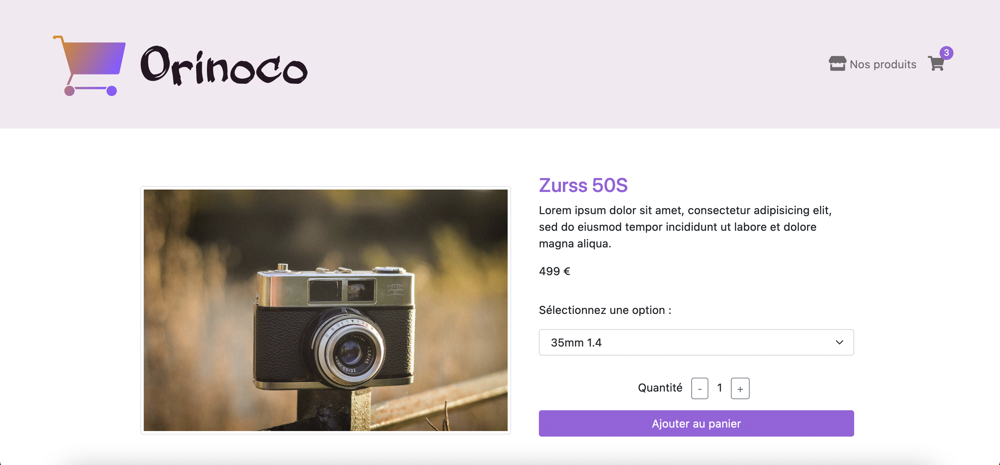 Orinoco
Nos produits
3
Zurss 50S
Lorem ipsum dolor sit amet, consectetur adipisicing elit,
sed do eiusmod tempor incididunt ut labore et dolore
magna aliqua.
499 €
Sélectionnez une option :
35mm 1.4
Quantité - 1 +
Ajouter au panier
Color-Pantar
1:2,8/45
ZEISS IKON